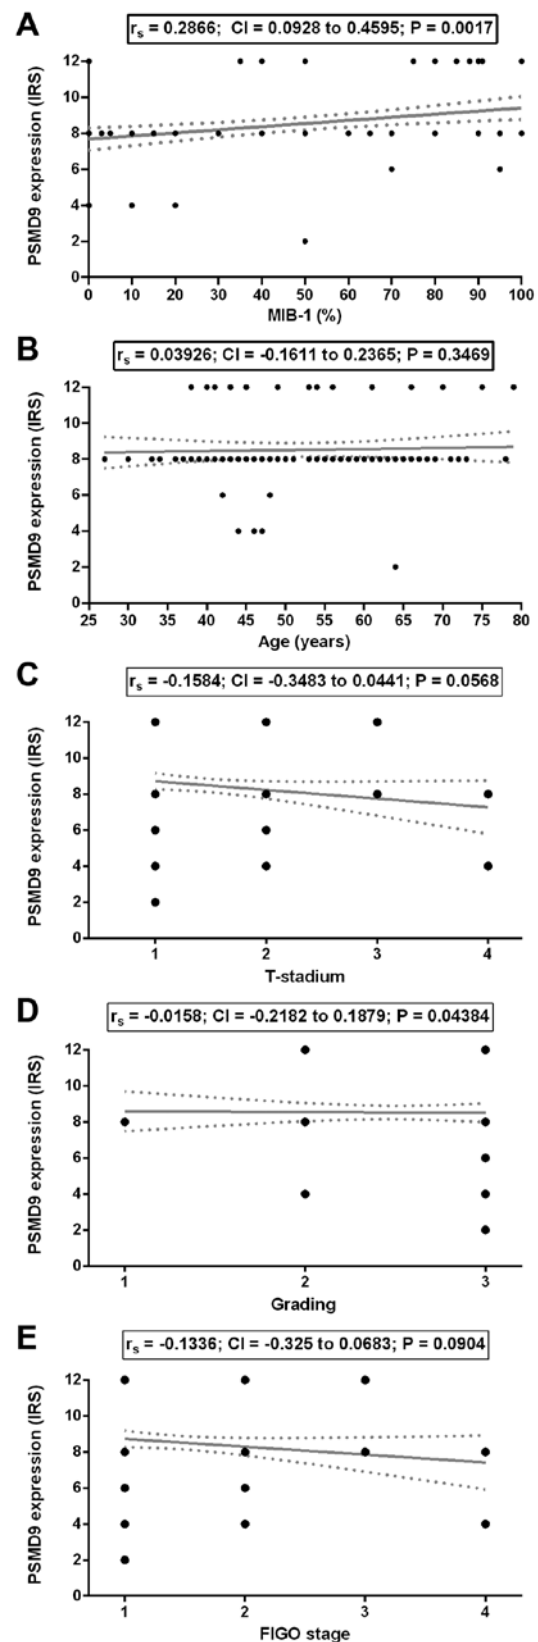 A
rs = 0.2866; CI = 0.0928 to 0.4595; P = 0.0017
PSMD9 expression (IRS)
12
10
8
6
4
2
0
0 10 20 30 40 50 60 70 80 90 100
MIB-1 (%)
B
rs = 0.03926; CI = -0.1611 to 0.2365; P = 0.3469
PSMD9 expression (IRS)
12
10
8
6
4
2
0
25 30 35 40 45 50 55 60 65 70 75 80
Age (years)
C
rs = -0.1584; CI = -0.3483 to 0.0441; P = 0.0568
PSMD9 expression (IRS)
12
10
8
6
4
2
0
1 2 3 4
T-stadium
D
rs = -0.0158; CI = -0.2182 to 0.1879; P = 0.04384
PSMD9 expression (IRS)
12
10
8
6
4
2
0
1 2 3
Grading
E
rs = -0.1336; CI = -0.325 to 0.0683; P = 0.0904
PSMD9 expression (IRS)
12
10
8
6
4
2
0
1 2 3 4
FIGO stage